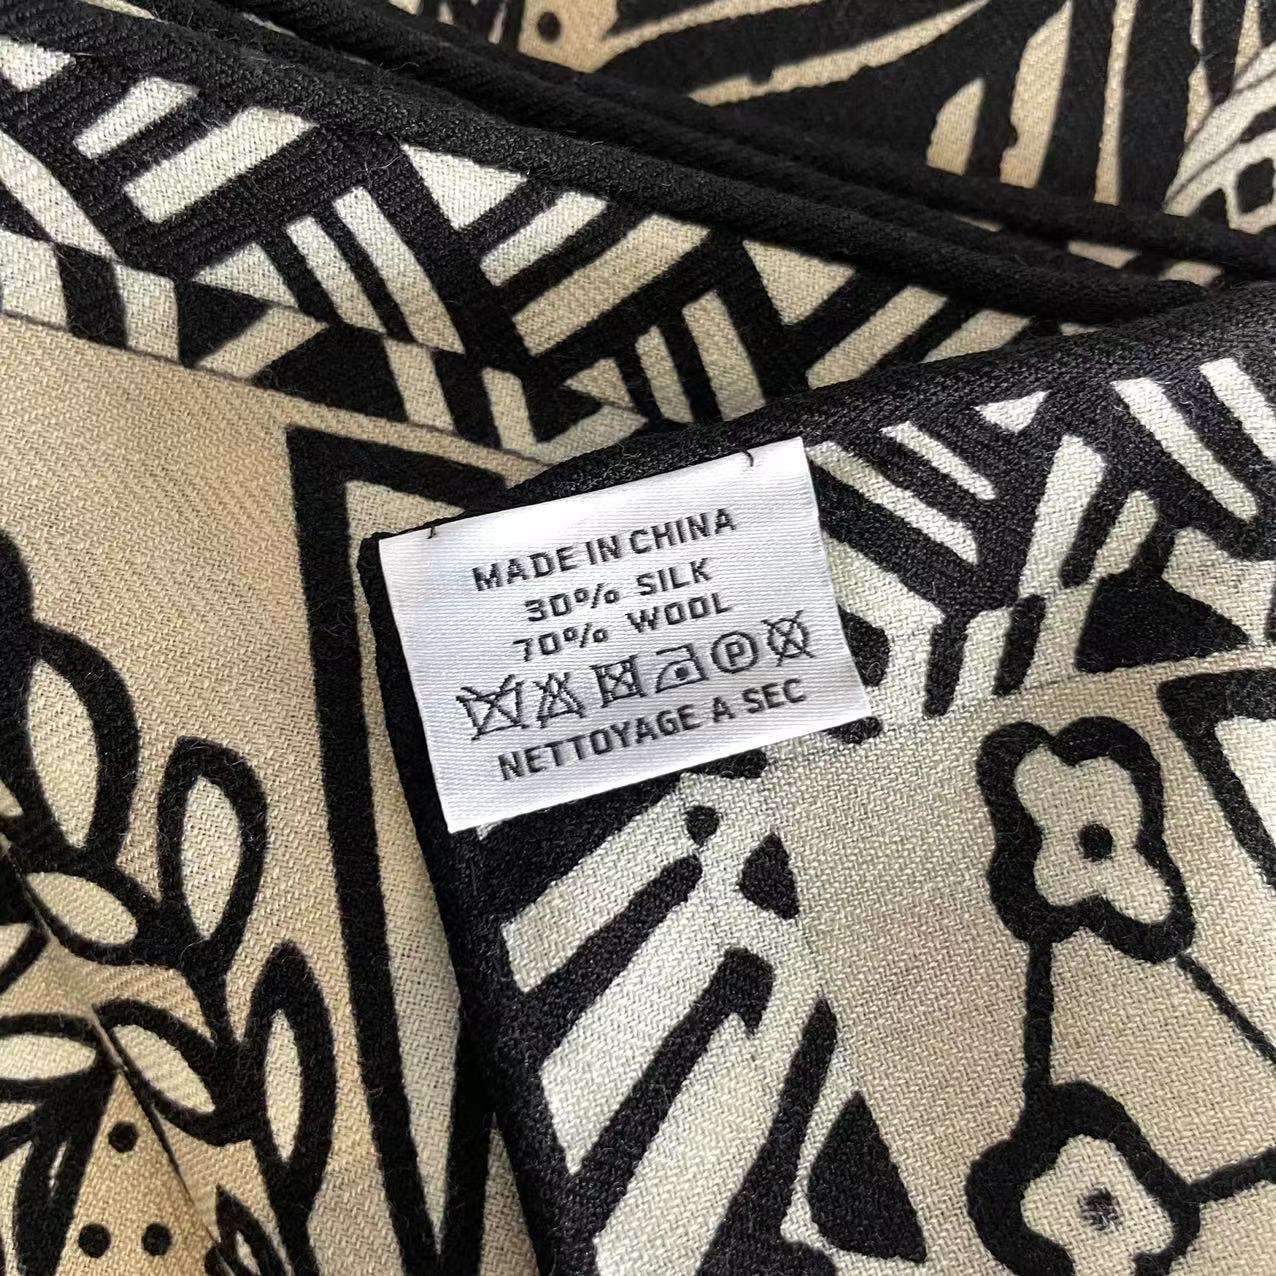 MADE IN CHINA
30% SILK
70% WOOL
P
NETTOYAGE A SEC